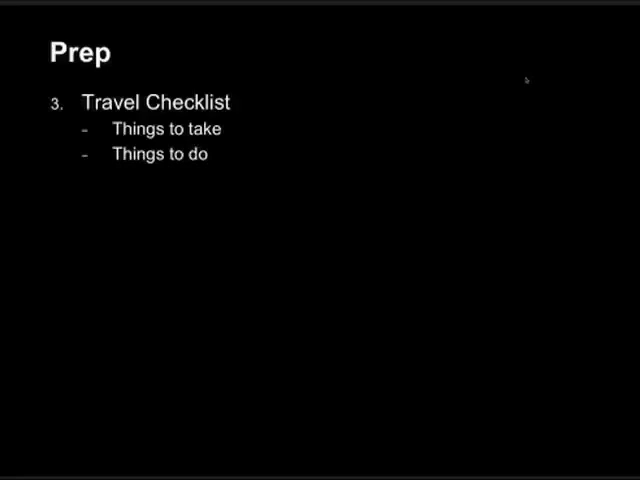 Prep
3. Travel Checklist
- Things to take
- Things to do